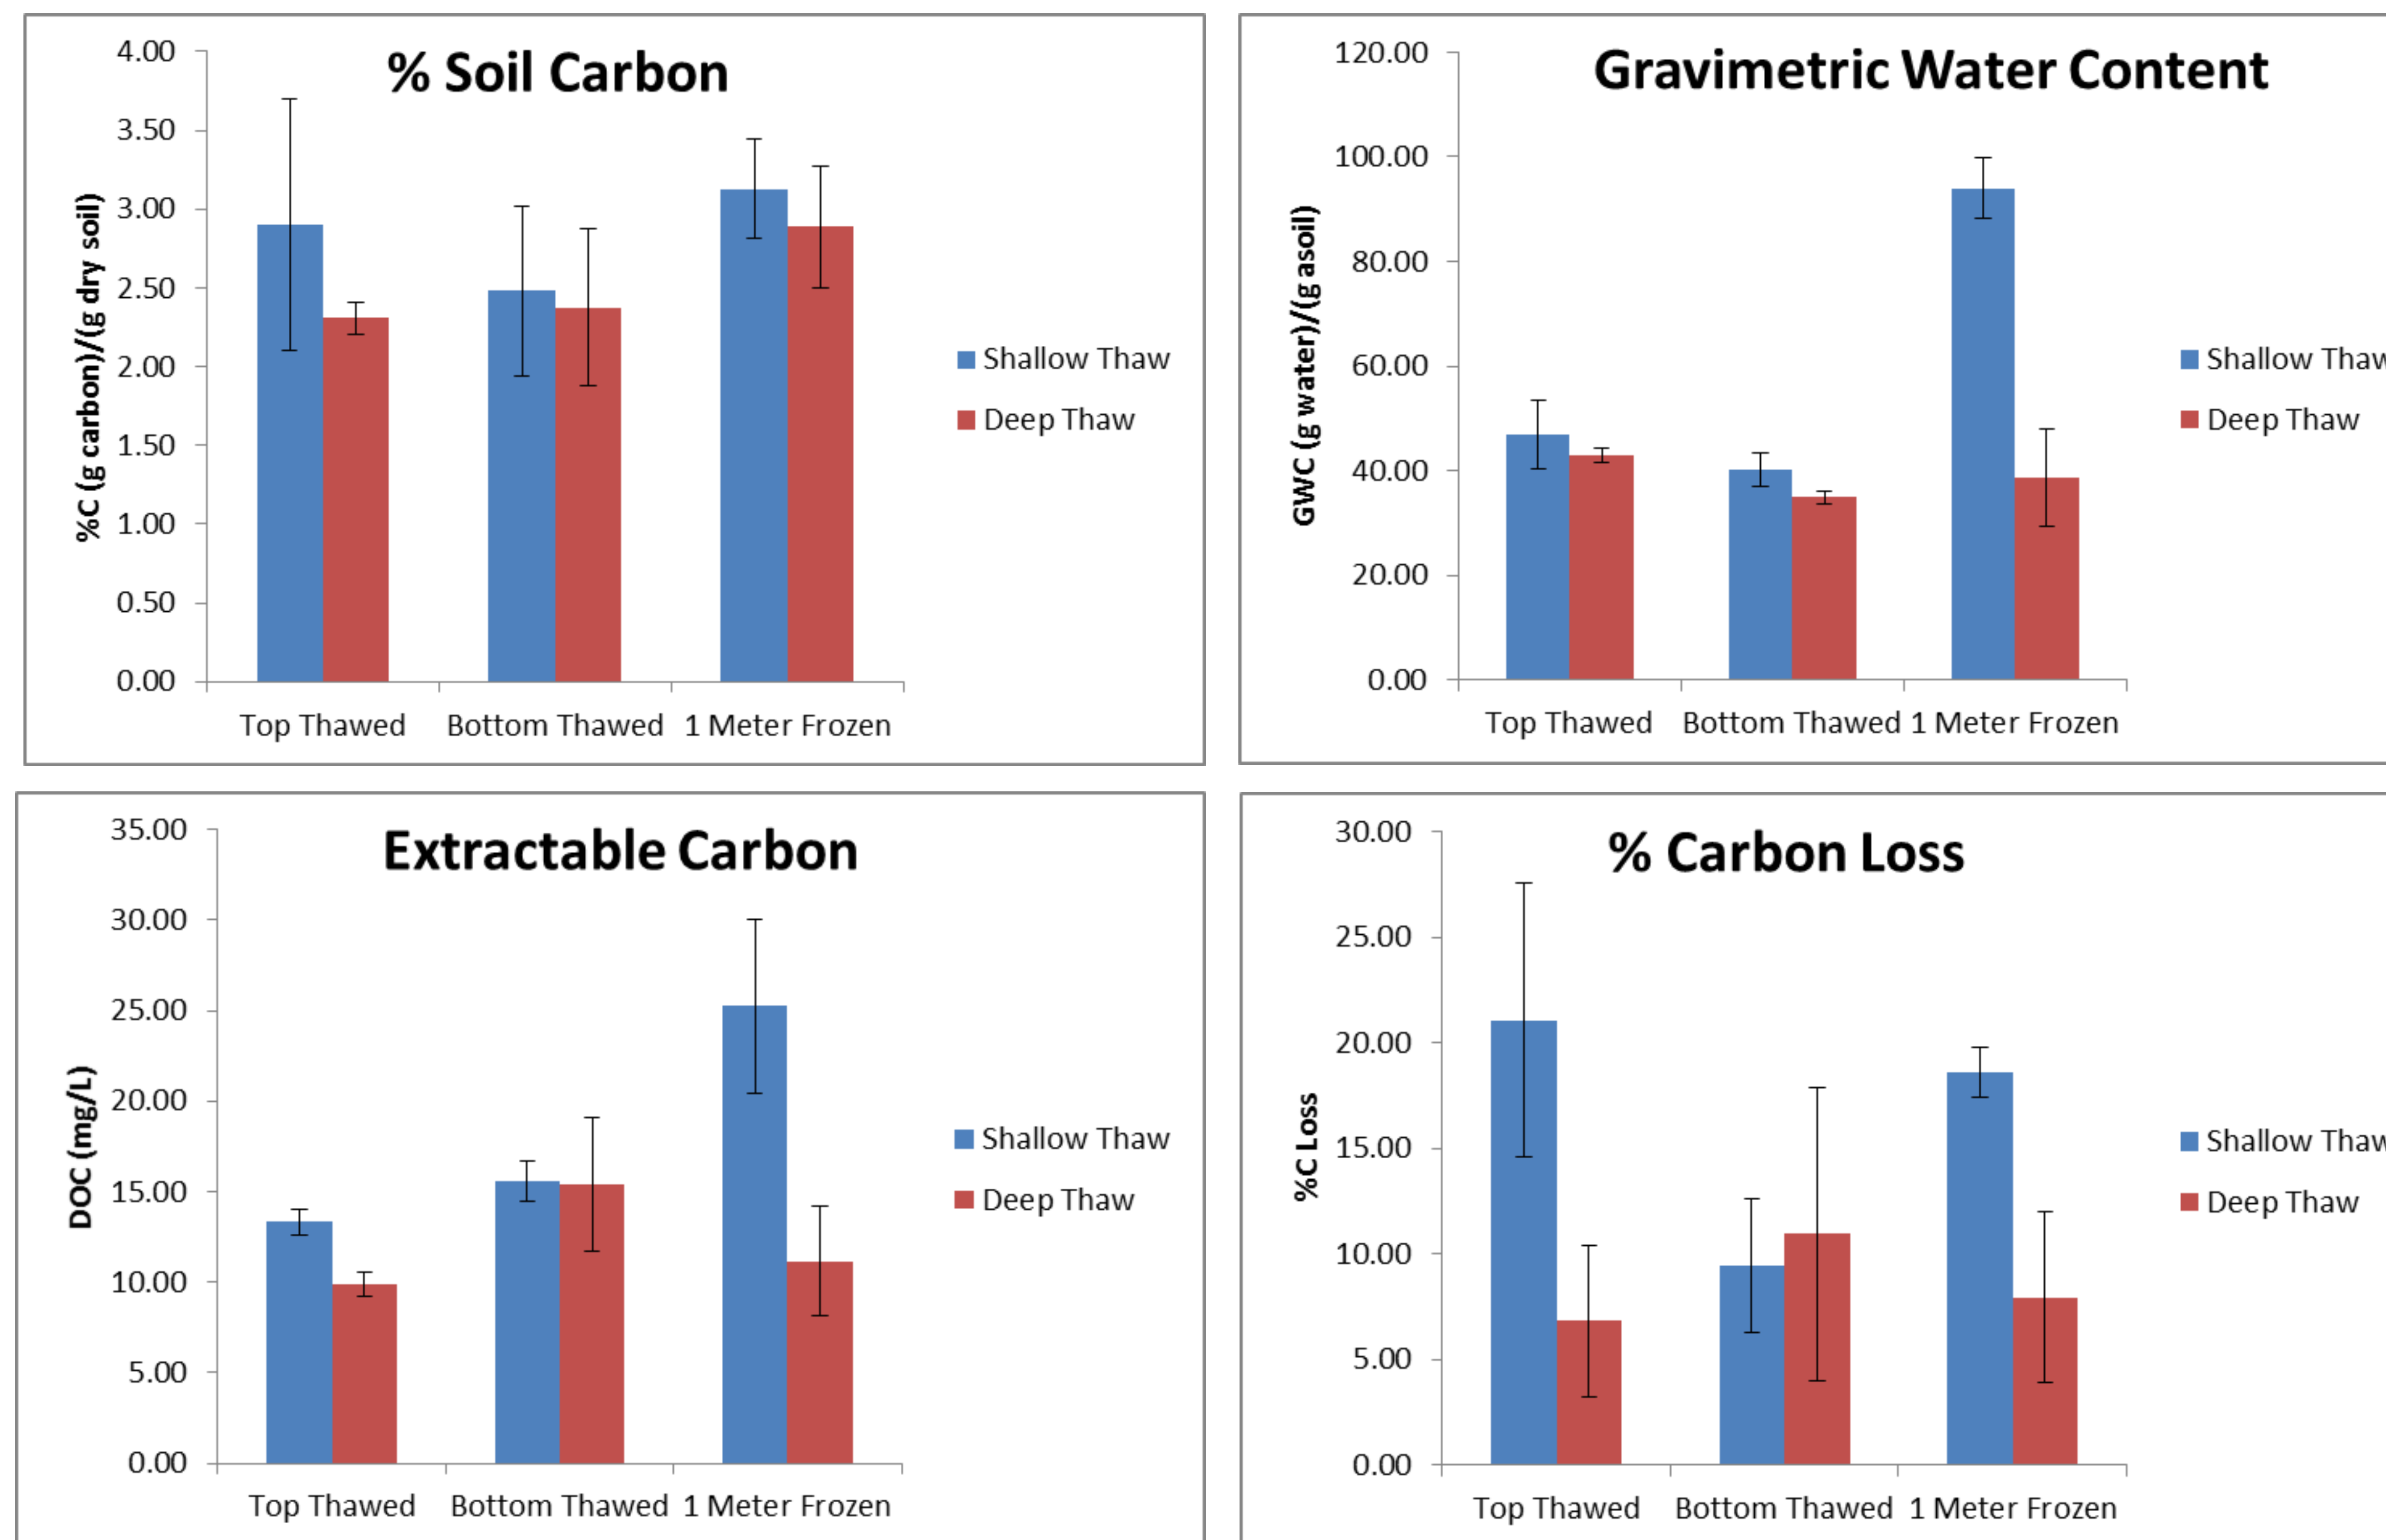 % Soil Carbon
%C (g carbon)/(g dry soil)
4.00
3.50
3.00
2.50
2.00
1.50
1.00
0.50
0.00
Top Thawed Bottom Thawed 1 Meter Frozen
Shallow Thaw
Deep Thaw
Gravimetric Water Content
GWC (g water)/(g asoil)
120.00
100.00
80.00
60.00
40.00
20.00
0.00
Top Thawed Bottom Thawed 1 Meter Frozen
Shallow Thaw
Deep Thaw
Extractable Carbon
DOC (mg/L)
35.00
30.00
25.00
20.00
15.00
10.00
5.00
0.00
Top Thawed Bottom Thawed 1 Meter Frozen
Shallow Thaw
Deep Thaw
% Carbon Loss
%C Loss
30.00
25.00
20.00
15.00
10.00
5.00
0.00
Top Thawed Bottom Thawed 1 Meter Frozen
Shallow Thaw
Deep Thaw